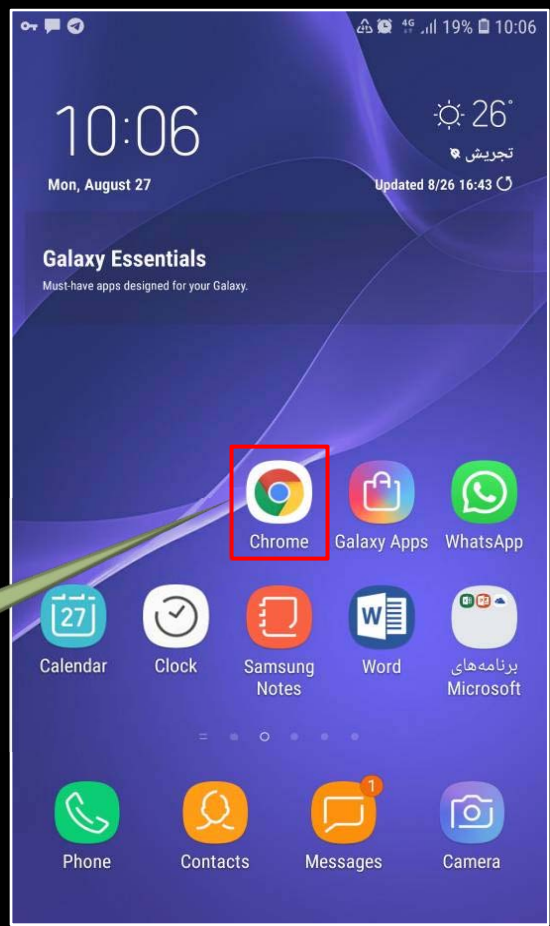 4G 19% 10:06
10:06
26°
تجریش
Mon, August 27
Updated 8/26 16:43
Galaxy Essentials
Must-have apps designed for your Galaxy.
Chrome Galaxy Apps WhatsApp
27 W
Calendar Clock Samsung Notes Word برنامه‌های Microsoft
1
Phone Contacts Messages Camera